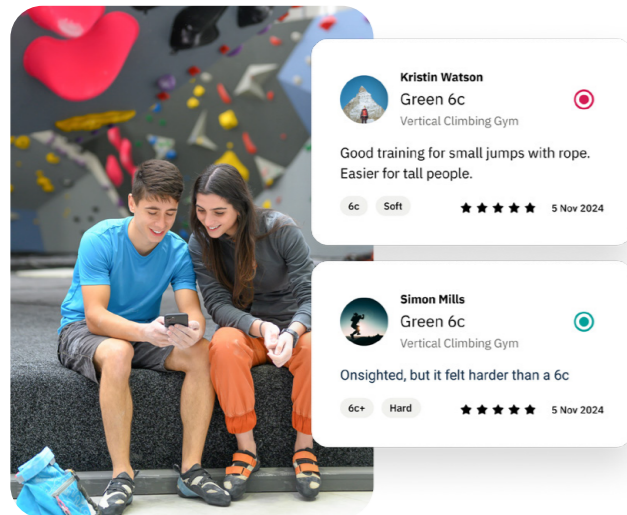 Kristin Watson
Green 6c
Vertical Climbing Gym
Good training for small jumps with rope.
Easier for tall people.
6c Soft 5 Nov 2024
Simon Mills
Green 6c
Vertical Climbing Gym
Onsighted, but it felt harder than a 6c
6c+ Hard 5 Nov 2024